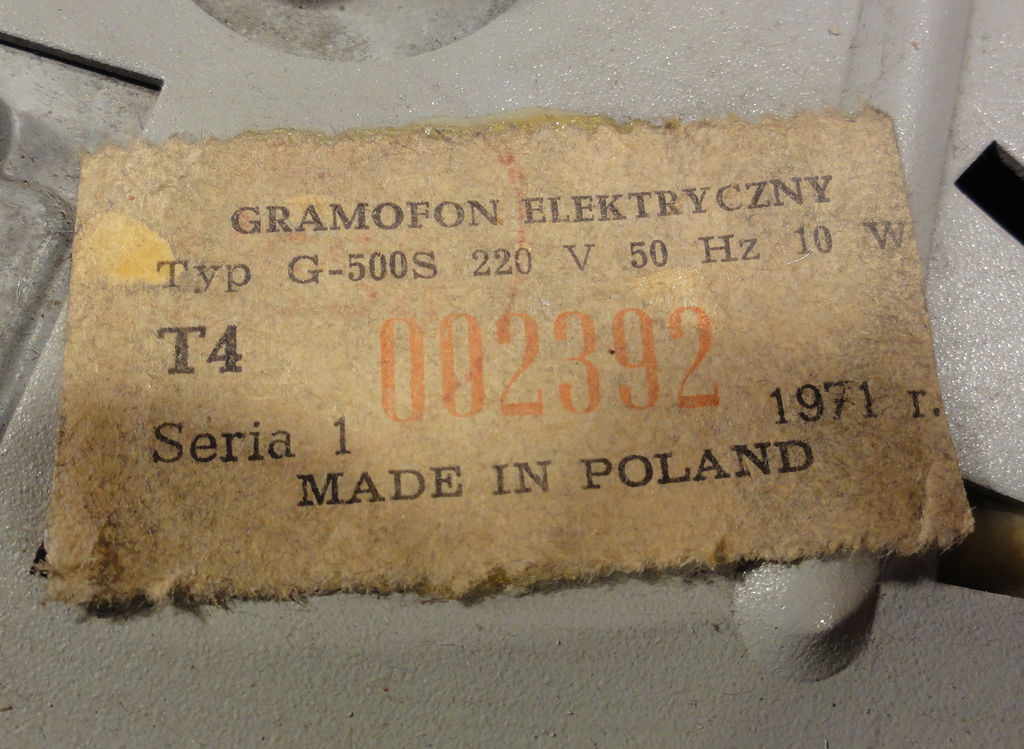 GRAMOFON ELEKTRYCZNY
Typ G-500S 220 V 50 Hz 10 W
T4 002392
Seria 1 1971 r.
MADE IN POLAND